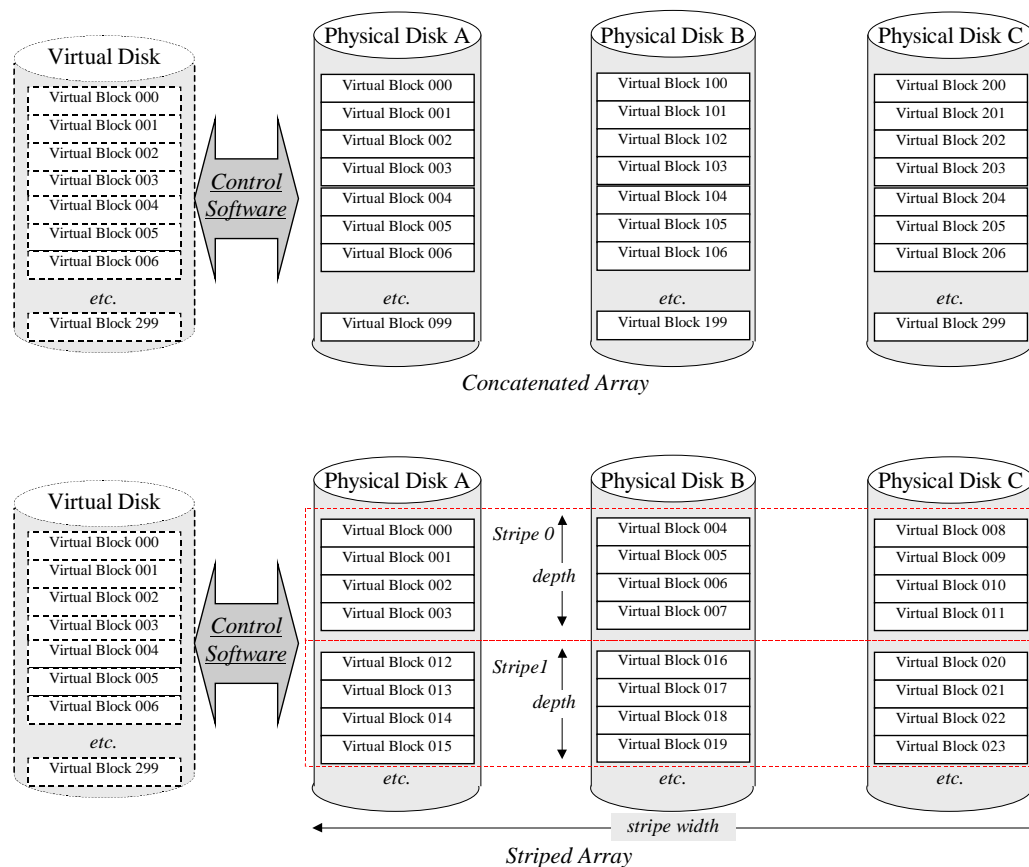 Virtual Disk
Virtual Block 000
Virtual Block 001
Virtual Block 002
Virtual Block 003
Virtual Block 004
Virtual Block 005
Virtual Block 006
etc.
Virtual Block 299
Control
Software
Physical Disk A
Virtual Block 000
Virtual Block 001
Virtual Block 002
Virtual Block 003
Virtual Block 004
Virtual Block 005
Virtual Block 006
etc.
Virtual Block 099
Physical Disk B
Virtual Block 100
Virtual Block 101
Virtual Block 102
Virtual Block 103
Virtual Block 104
Virtual Block 105
Virtual Block 106
etc.
Virtual Block 199
Physical Disk C
Virtual Block 200
Virtual Block 201
Virtual Block 202
Virtual Block 203
Virtual Block 204
Virtual Block 205
Virtual Block 206
etc.
Virtual Block 299
Concatenated Array
Virtual Disk
Virtual Block 000
Virtual Block 001
Virtual Block 002
Virtual Block 003
Virtual Block 004
Virtual Block 005
Virtual Block 006
etc.
Virtual Block 299
Control
Software
Physical Disk A
Virtual Block 000
Virtual Block 001
Virtual Block 002
Virtual Block 003
Virtual Block 012
Virtual Block 013
Virtual Block 014
Virtual Block 015
etc.
Stripe 0
depth
Stripe1
depth
Physical Disk B
Virtual Block 004
Virtual Block 005
Virtual Block 006
Virtual Block 007
Virtual Block 016
Virtual Block 017
Virtual Block 018
Virtual Block 019
etc.
Physical Disk C
Virtual Block 008
Virtual Block 009
Virtual Block 010
Virtual Block 011
Virtual Block 020
Virtual Block 021
Virtual Block 022
Virtual Block 023
etc.
stripe width
Striped Array